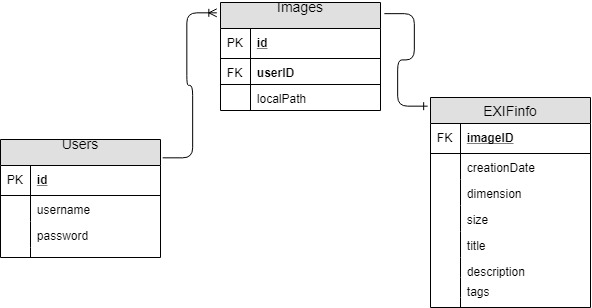 Images
PK id
FK userID
localPath
EXIFinfo
FK imageID
creationDate
dimension
size
title
description
tags
Users
PK id
username
password